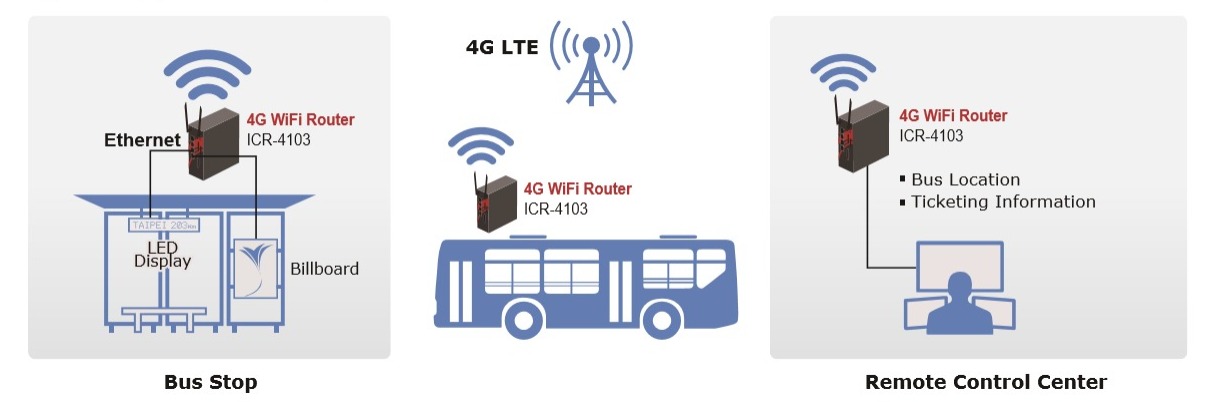 4G LTE
4G WiFi Router
ICR-4103
Ethernet
TAIPEI 203
LED
Display
Billboard
Bus Stop
4G WiFi Router
ICR-4103
4G WiFi Router
ICR-4103
▪ Bus Location
▪ Ticketing Information
Remote Control Center